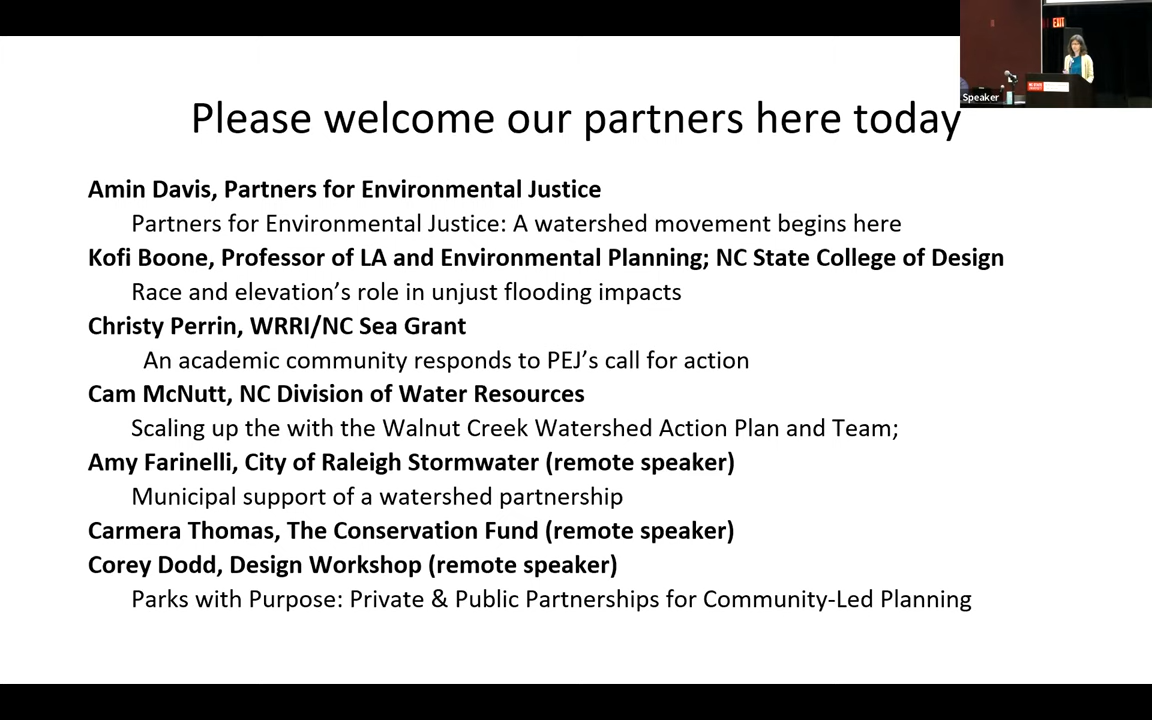 EXIT
Speaker
Please welcome our partners here today
Amin Davis, Partners for Environmental Justice
Partners for Environmental Justice: A watershed movement begins here
Kofi Boone, Professor of LA and Environmental Planning; NC State College of Design
Race and elevation's role in unjust flooding impacts
Christy Perrin, WRRI/NC Sea Grant
An academic community responds to PEJ's call for action
Cam McNutt, NC Division of Water Resources
Scaling up the with the Walnut Creek Watershed Action Plan and Team;
Amy Farinelli, City of Raleigh Stormwater (remote speaker)
Municipal support of a watershed partnership
Carmera Thomas, The Conservation Fund (remote speaker)
Corey Dodd, Design Workshop (remote speaker)
Parks with Purpose: Private & Public Partnerships for Community-Led Planning